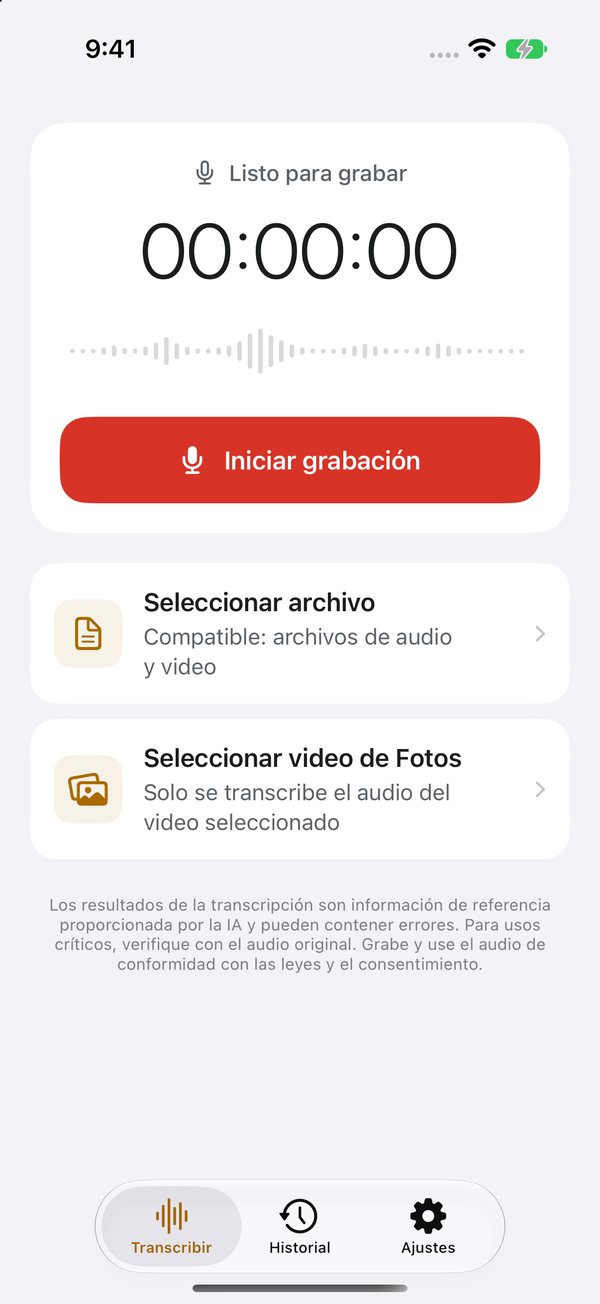 9:41
Listo para grabar
00:00:00
Iniciar grabación
Seleccionar archivo
Compatible: archivos de audio
y video
Seleccionar video de Fotos
Solo se transcribe el audio del
video seleccionado
Los resultados de la transcripción son información de referencia
proporcionada por la IA y pueden contener errores. Para usos
críticos, verifique con el audio original. Grabe y use el audio de
conformidad con las leyes y el consentimiento.
Transcribir
Historial
Ajustes